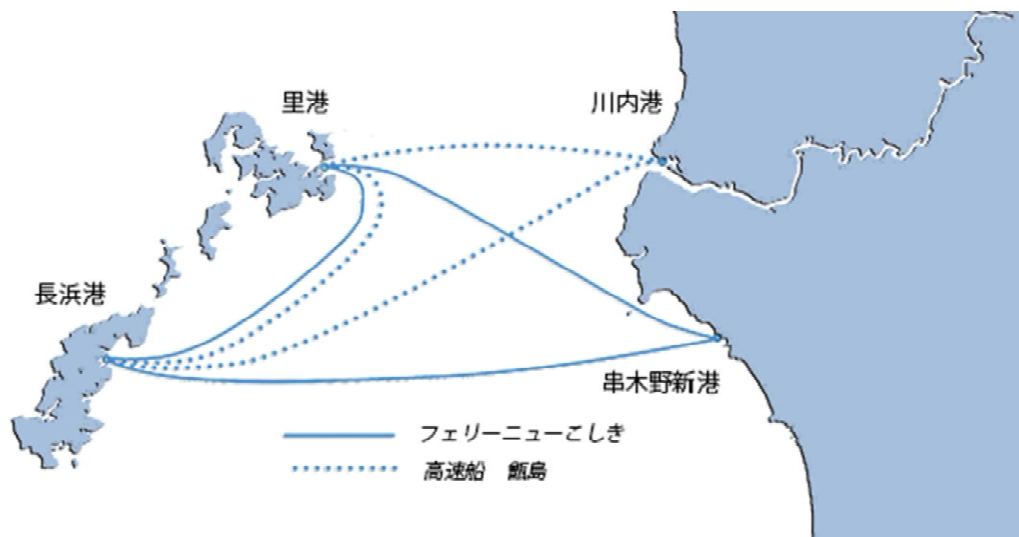 里港
川内港
長浜港
串木野新港
フェリーニューこしき
高速船　甑島